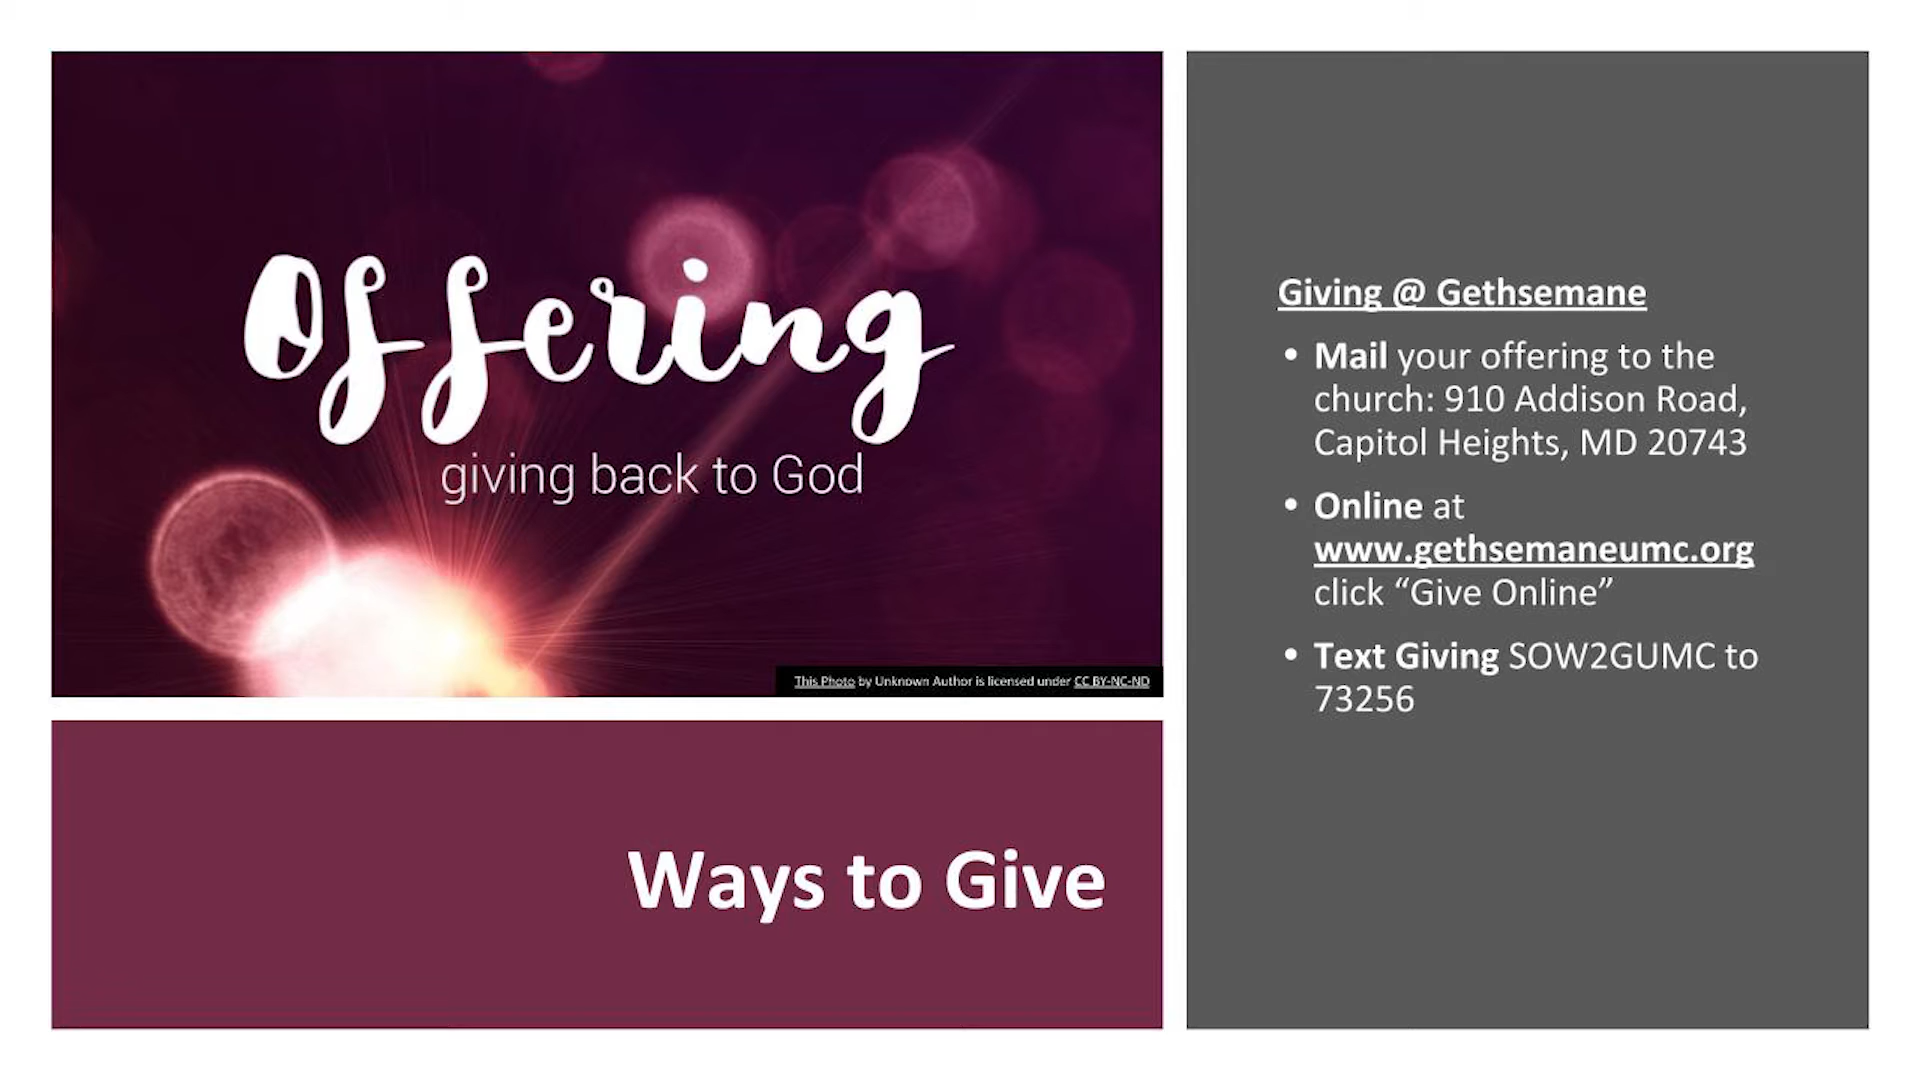 Offering
giving back to God
This Photo by Unknown Author is licensed under CC BY-NC-ND
Ways to Give
Giving @ Gethsemane
• Mail your offering to the
church: 910 Addison Road,
Capitol Heights, MD 20743
• Online at
www.gethsemaneumc.org
click “Give Online”
• Text Giving SOW2GUMC to
73256